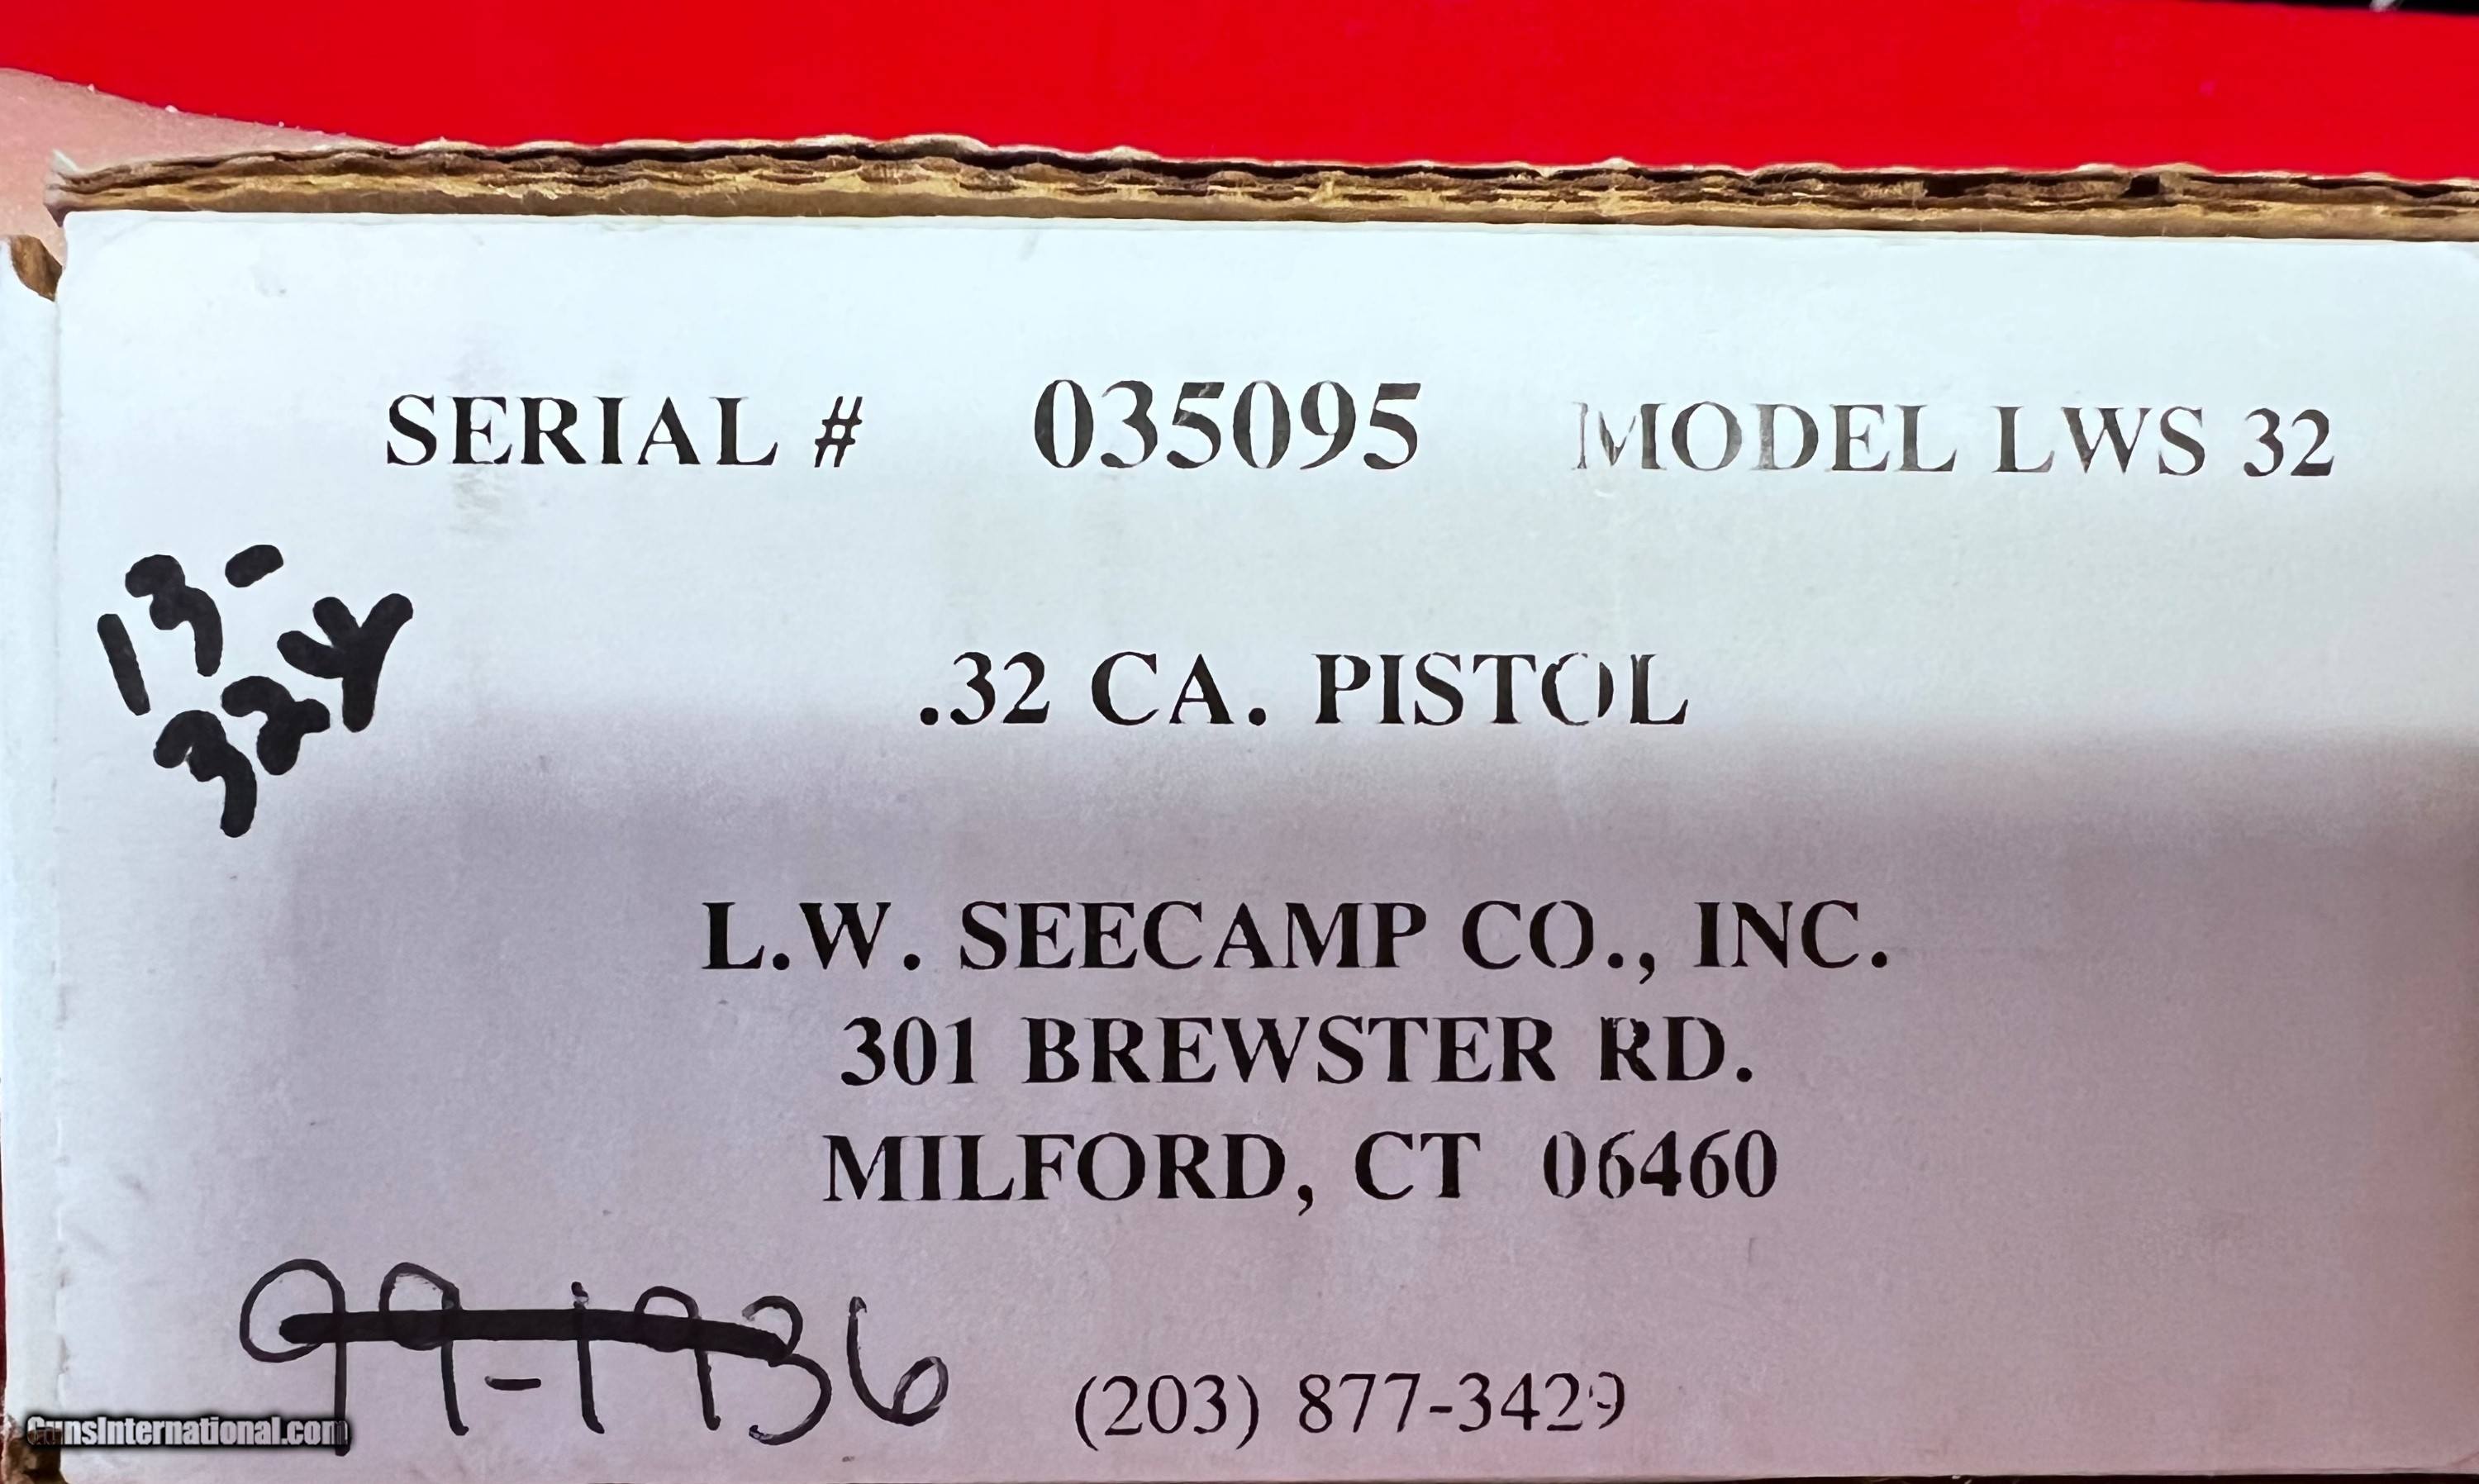 SERIAL # 035095 MODEL LWS 32
13-
324
.32 CA. PISTOL
L.W. SEECAMP CO., INC.
301 BREWSTER RD.
MILFORD, CT 06460
99-1936
(203) 877-3429
GunsInternational.com